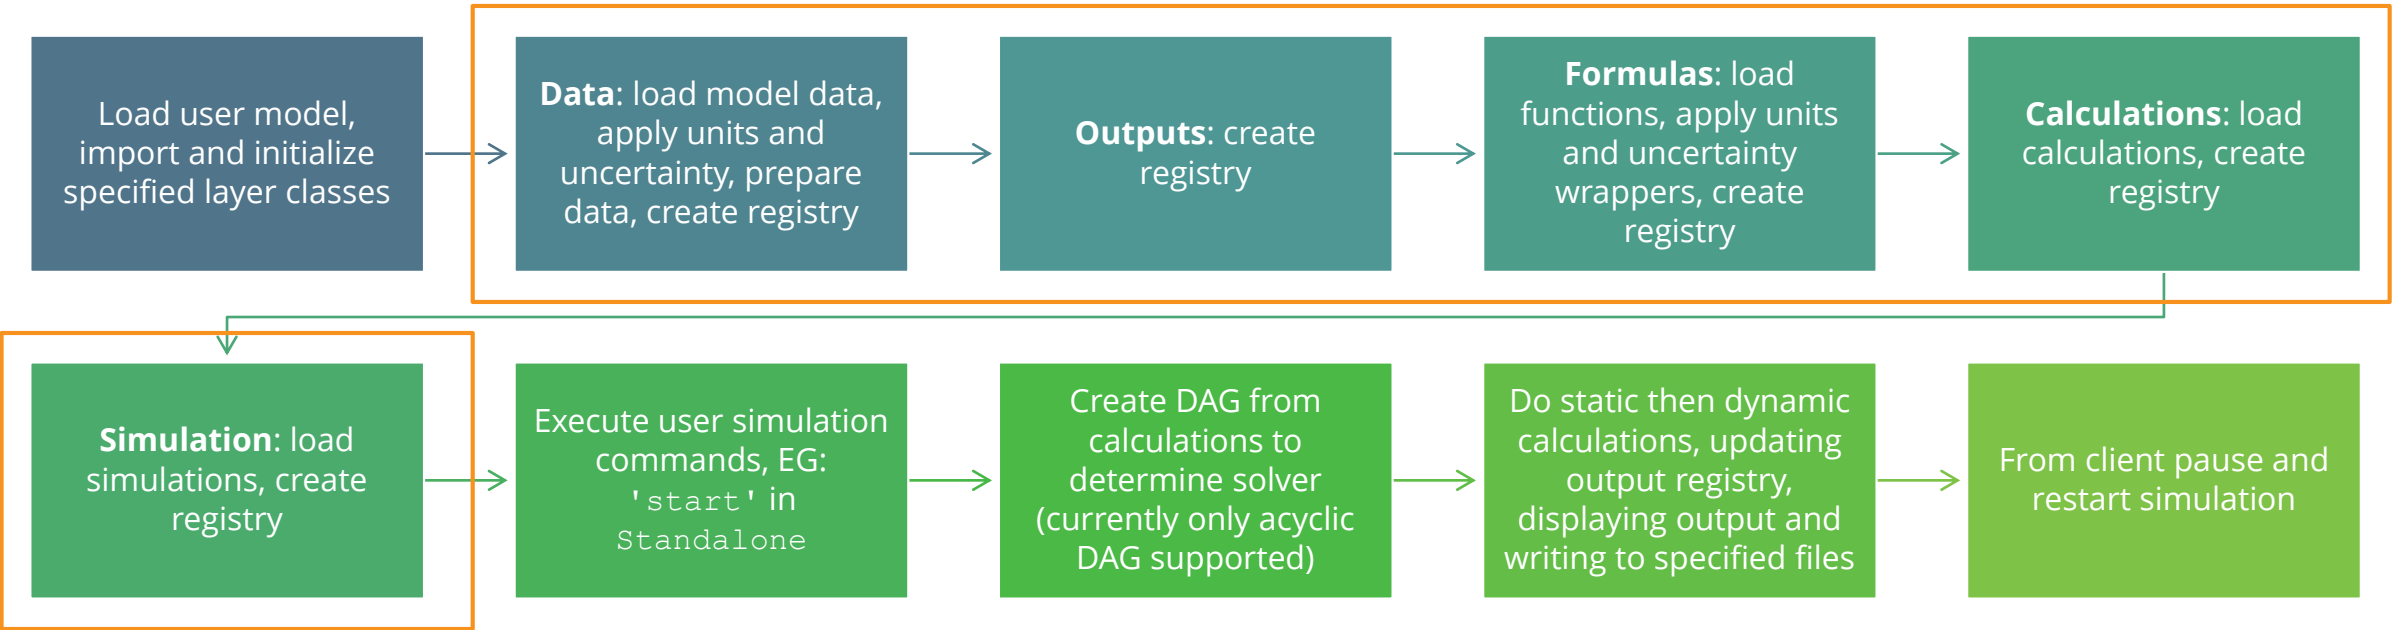 Load user model,
import and initialize
specified layer classes
Data: load model data,
apply units and
uncertainty, prepare
data, create registry
Outputs: create
registry
Formulas: load
functions, apply units
and uncertainty
wrappers, create
registry
Calculations: load
calculations, create
registry
Simulation: load
simulations, create
registry
Execute user simulation
commands, EG:
'start' in
Standalone
Create DAG from
calculations to
determine solver
(currently only acyclic
DAG supported)
Do static then dynamic
calculations, updating
output registry,
displaying output and
writing to specified files
From client pause and
restart simulation